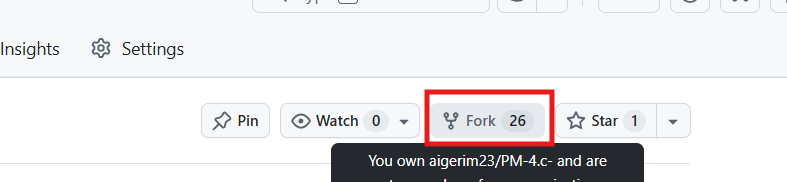 Insights Settings
Pin Watch 0 Fork 26 Star 1
You own aigerim23/PM-4.c- and are